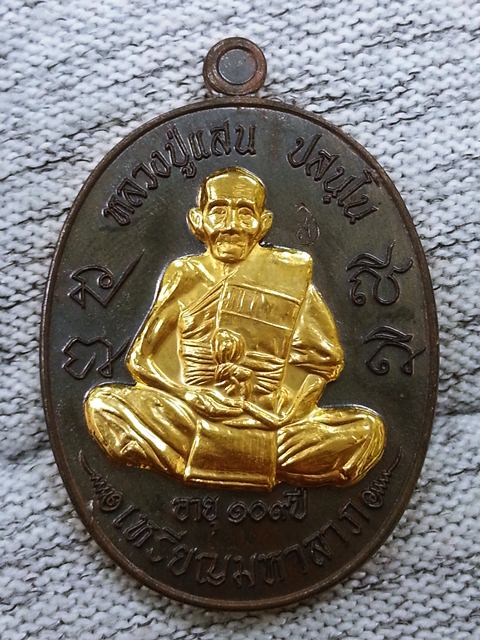 หลวงปู่แสน ปสนฺโน
อายุ ๑๐๙ ปี
เหรียญมหาลาภ